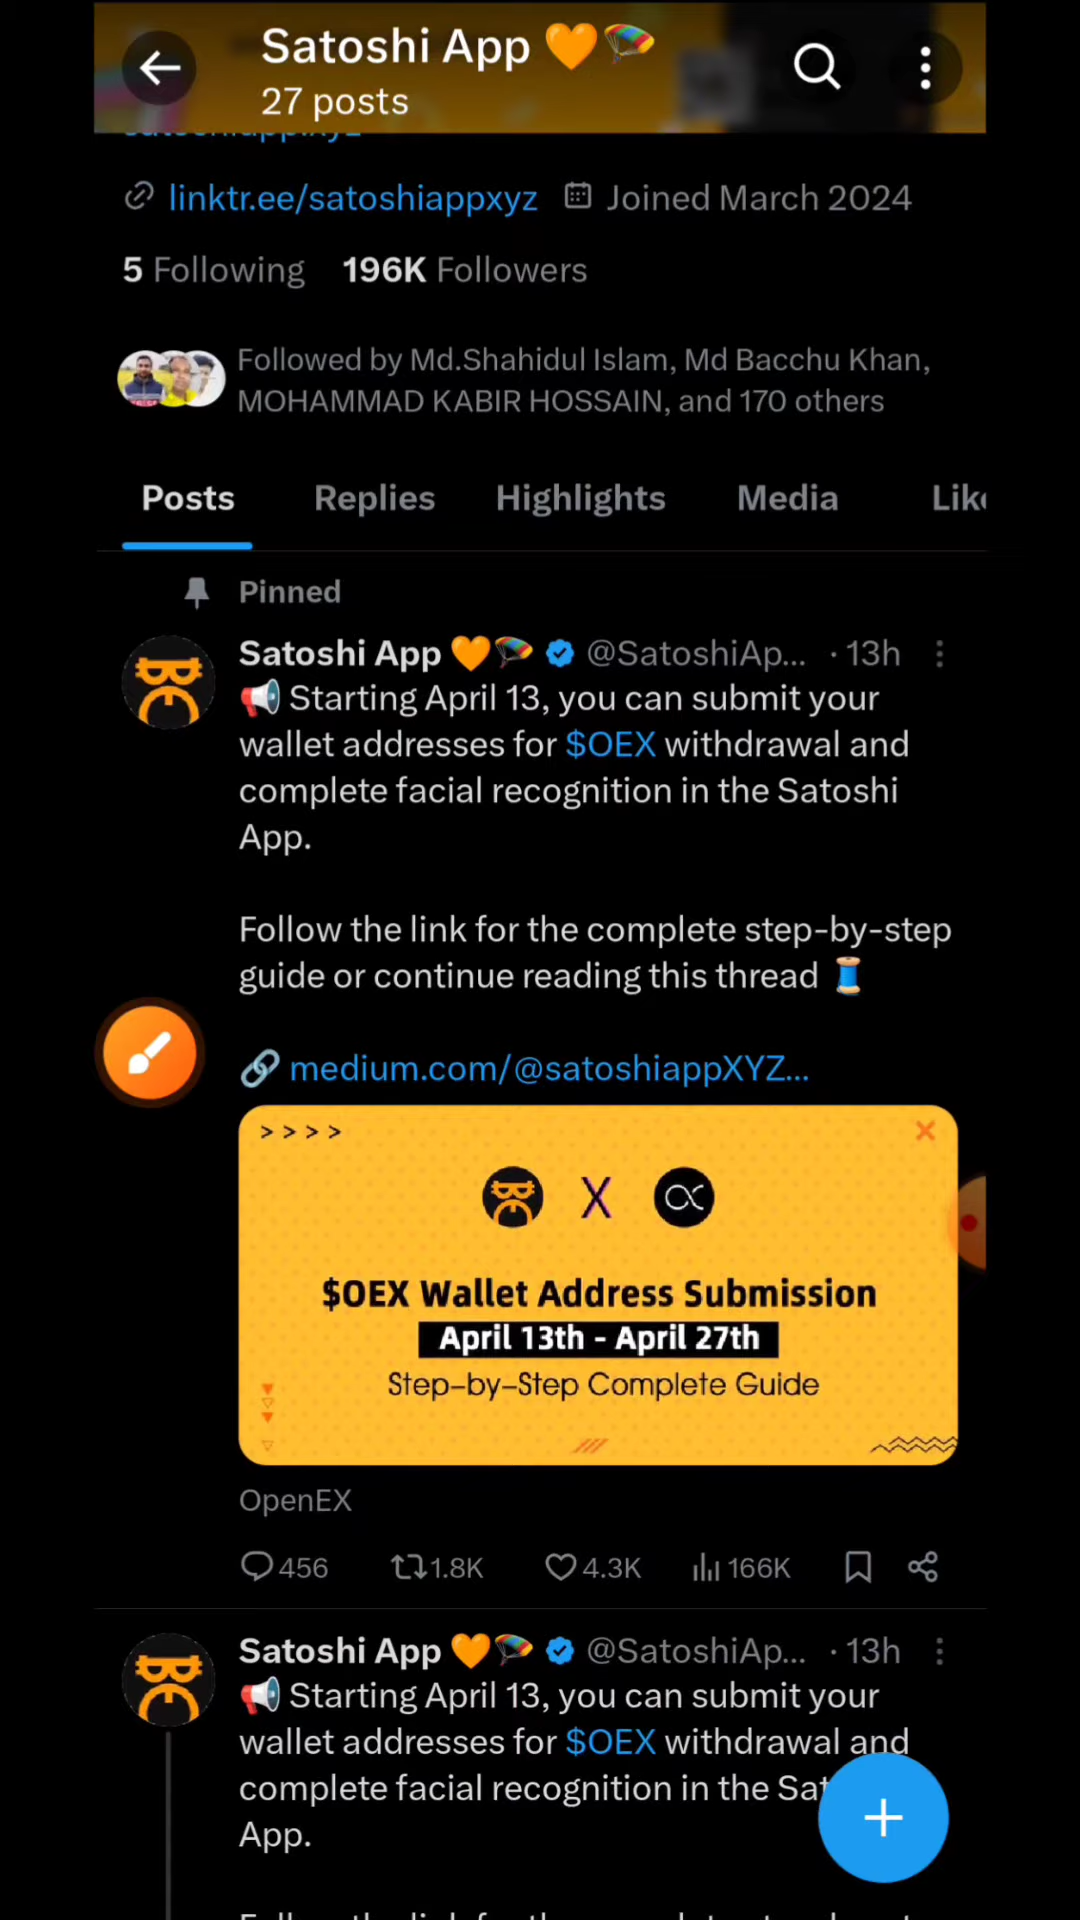 Satoshi App 🧡🪂
27 posts
linktr.ee/satoshiappxyz Joined March 2024
5 Following 196K Followers
Followed by Md.Shahidul Islam, Md Bacchu Khan,
MOHAMMAD KABIR HOSSAIN, and 170 others
Posts Replies Highlights Media
Pinned
Satoshi App 🧡🪂 @SatoshiAp... · 13h
📢 Starting April 13, you can submit your
wallet addresses for $OEX withdrawal and
complete facial recognition in the Satoshi
App.
Follow the link for the complete step-by-step
guide or continue reading this thread 🧵
🔗 medium.com/@satoshiappXYZ...
> > > >
X
$OEX Wallet Address Submission
April 13th - April 27th
Step-by-Step Complete Guide
OpenEX
456 1.8K 4.3K 166K
Satoshi App 🧡🪂 @SatoshiAp... · 13h
📢 Starting April 13, you can submit your
wallet addresses for $OEX withdrawal and
complete facial recognition in the Sat
App.